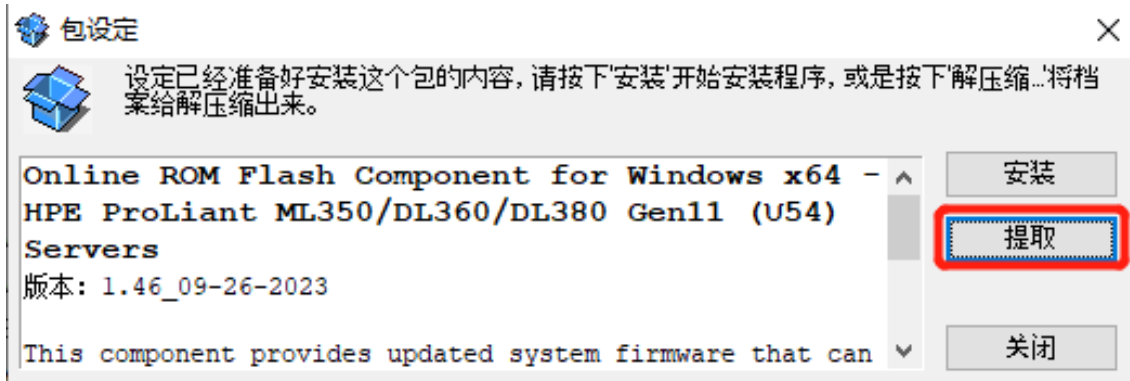 包设定
设定已经准备好安装这个包的内容，请按下'安装'开始安装程序，或是按下'解压缩...'将档
案给解压缩出来。
Online ROM Flash Component for Windows x64 -
HPE ProLiant ML350/DL360/DL380 Gen11 (U54)
Servers
版本: 1.46_09-26-2023
This component provides updated system firmware that can
安装
提取
关闭